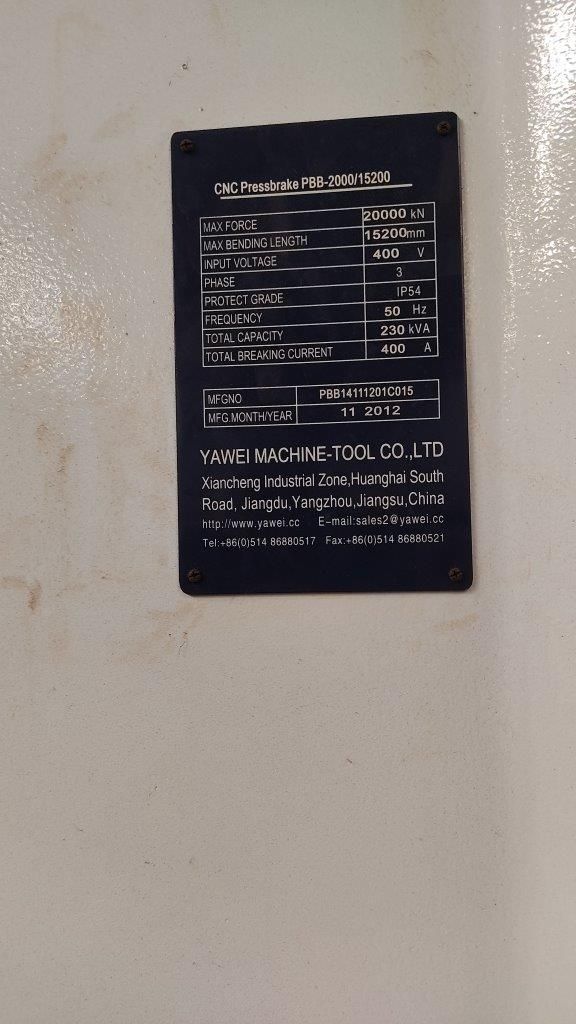 CNC Pressbrake PBB-2000/15200
MAX FORCE 20000 kN
MAX BENDING LENGTH 15200mm
INPUT VOLTAGE 400 V
PHASE 3
PROTECT GRADE IP54
FREQUENCY 50 Hz
TOTAL CAPACITY 230 kVA
TOTAL BREAKING CURRENT 400 A
MFGNO PBB14111201C015
MFG.MONTH/YEAR 11 2012
YAWEI MACHINE-TOOL CO.,LTD
Xiancheng Industrial Zone,Huanghai South
Road, Jiangdu,Yangzhou,Jiangsu,China
http://www.yawei.cc E-mail:sales2@yawei.cc
Tel:+86(0)514 86880517 Fax:+86(0)514 86880521